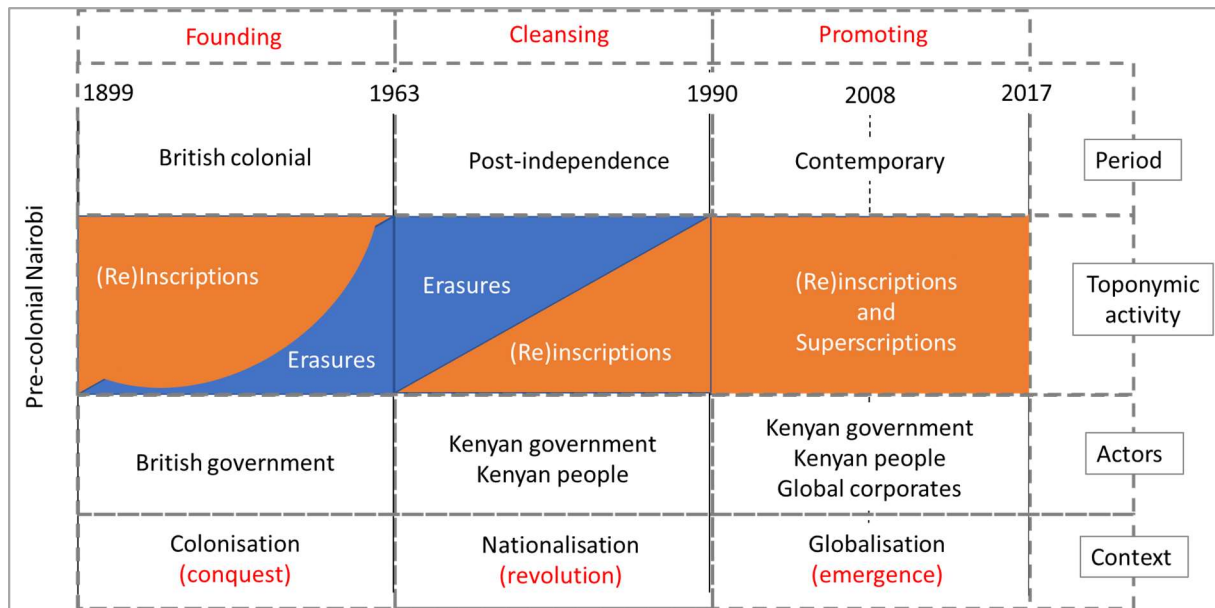 Founding
Cleansing
Promoting
1899
1963
1990
2008
2017
British colonial
Post-independence
Contemporary
Period
Pre-colonial Nairobi
(Re)Inscriptions
Erasures
Erasures
(Re)inscriptions
(Re)inscriptions
and
Superscriptions
Toponymic
activity
British government
Kenyan government
Kenyan people
Kenyan government
Kenyan people
Global corporates
Actors
Colonisation
(conquest)
Nationalisation
(revolution)
Globalisation
(emergence)
Context